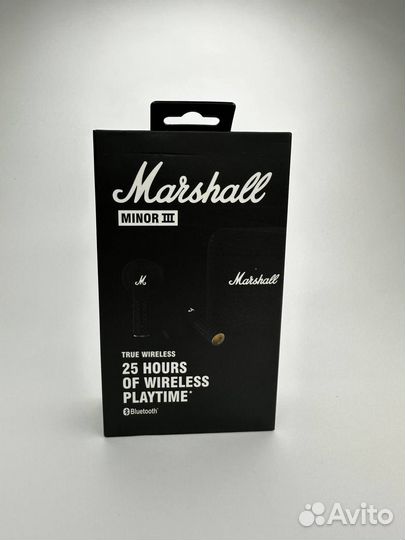 Marshall
MINOR III
M
Marshall
TRUE WIRELESS
25 HOURS
OF WIRELESS
PLAYTIME*
Bluetooth®
Avito